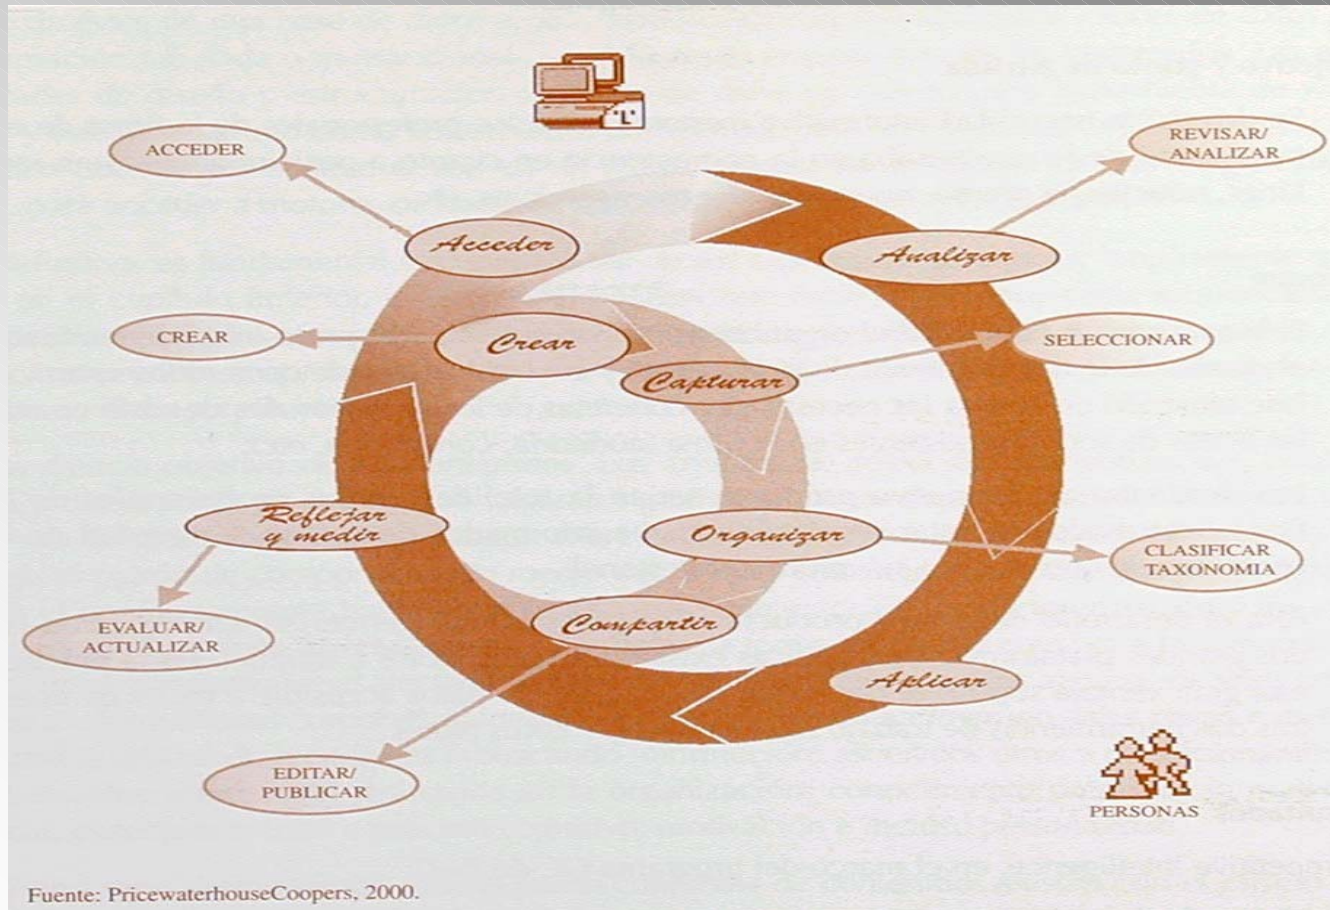 ACCEDER
REVISAR/
ANALIZAR
Acceder
Analizar
CREAR
Crear
SELECCIONAR
Capturar
Reflejar
y medir
Organizar
CLASIFICAR
TAXONOMIA
EVALUAR/
ACTUALIZAR
Compartir
Aplicar
EDITAR/
PUBLICAR
PERSONAS
Fuente: PricewaterhouseCoopers, 2000.